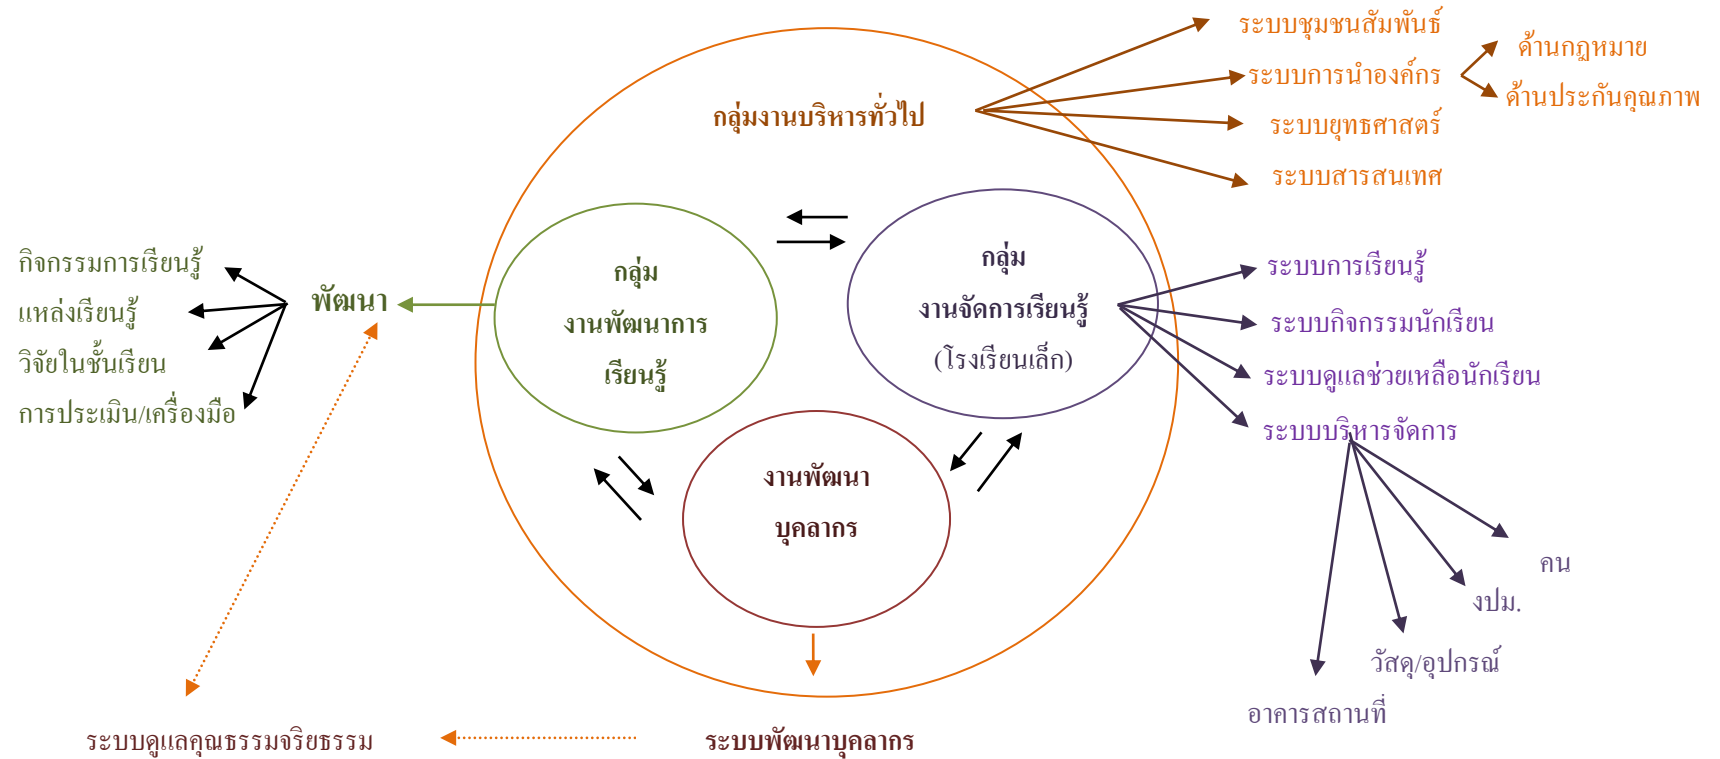 ระบบชุมชนสัมพันธ์
ด้านกฎหมาย
ระบบการนำองค์กร
ด้านประกันคุณภาพ
กลุ่มงานบริหารทั่วไป
ระบบยุทธศาสตร์
ระบบสารสนเทศ
กิจกรรมการเรียนรู้
แหล่งเรียนรู้
วิจัยในชั้นเรียน
การประเมิน/เครื่องมือ
พัฒนา
กลุ่ม
งานพัฒนาการ
เรียนรู้
กลุ่ม
งานจัดการเรียนรู้
(โรงเรียนเล็ก)
ระบบการเรียนรู้
ระบบกิจกรรมนักเรียน
ระบบดูแลช่วยเหลือนักเรียน
ระบบบริหารจัดการ
งานพัฒนา
บุคลากร
คน
งปม.
วัสดุ/อุปกรณ์
อาคารสถานที่
ระบบดูแลคุณธรรมจริยธรรม
ระบบพัฒนาบุคลากร